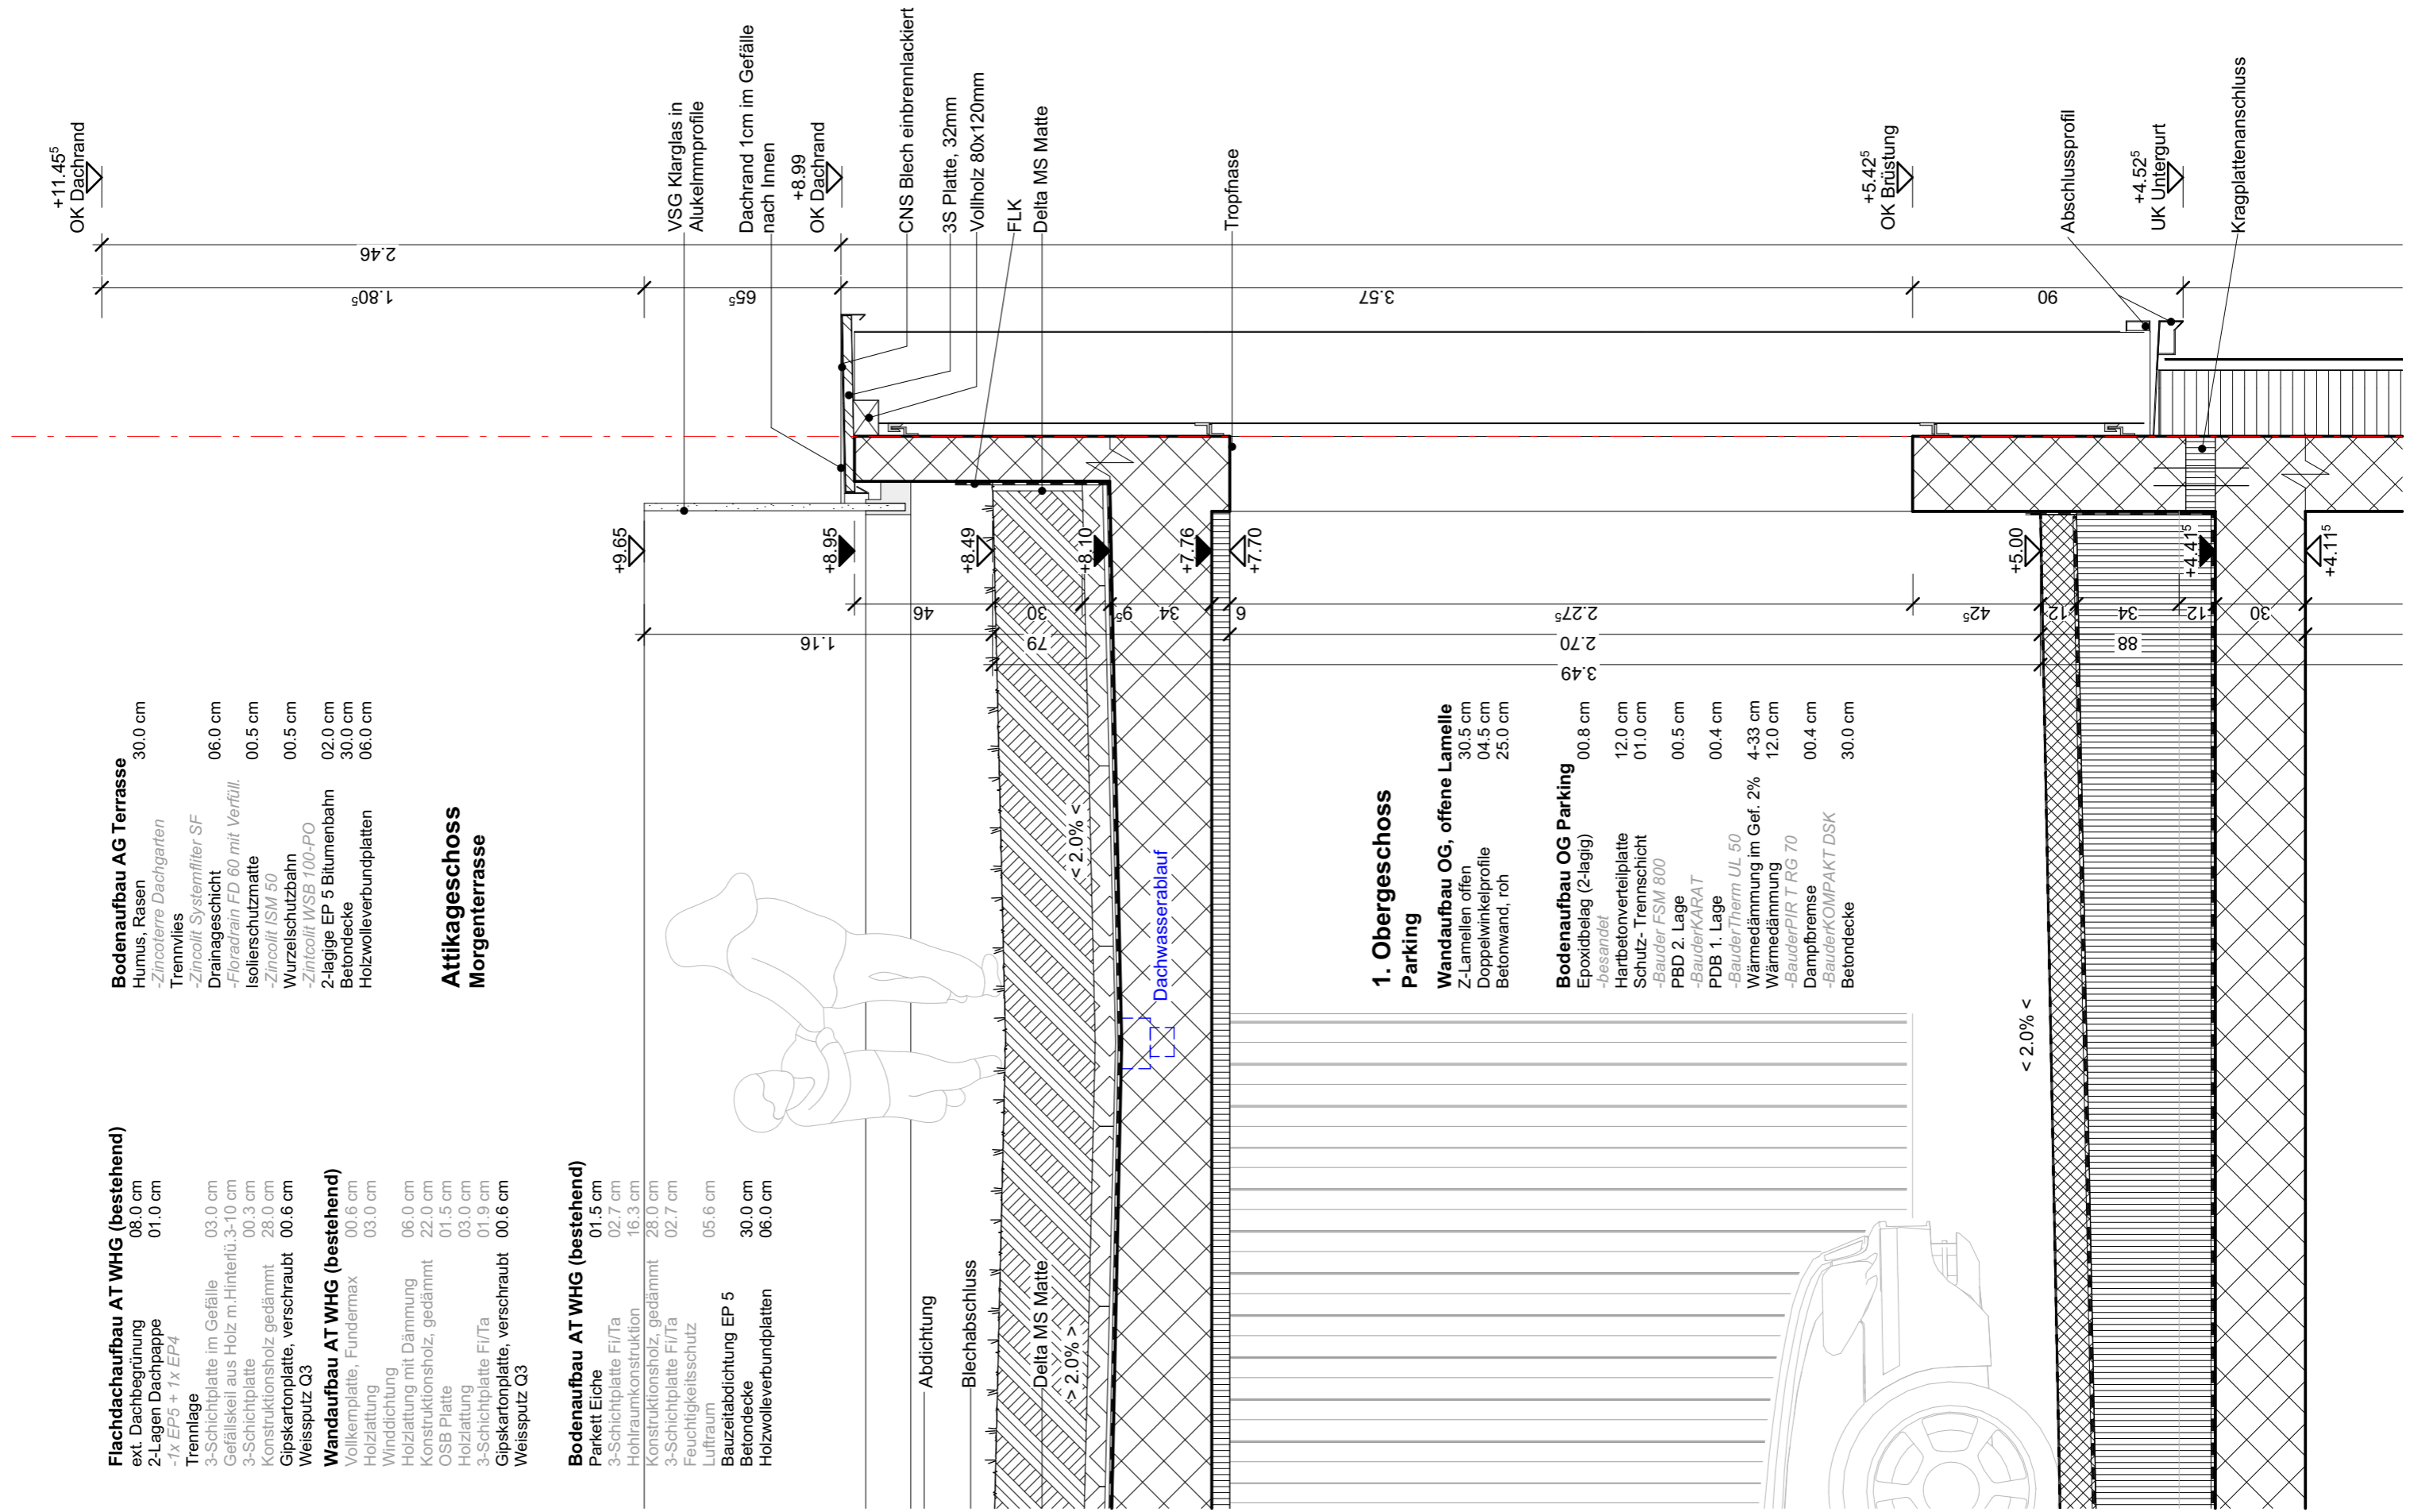 Flachdachaufbau AT WHG (bestehend)
ext. Dachbegrünung 08.0 cm
2-Lagen Dachpappe 01.0 cm
-1x EP5 + 1x EP4
Trennlage
3-Schichtplatte im Gefälle 03.0 cm
Gefällskeil aus Holz m.Hinterlü. 3-10 cm
3-Schichtplatte 00.3 cm
Konstruktionsholz gedämmt 28.0 cm
Gipskartonplatte, verschraubt 00.6 cm
Weissputz Q3
Wandaufbau AT WHG (bestehend)
Vollkernplatte, Fundermax 00.6 cm
Holzlattung 03.0 cm
Winddichtung
Holzlattung mit Dämmung 06.0 cm
Konstruktionsholz, gedämmt 22.0 cm
OSB Platte 01.5 cm
Holzlattung 03.0 cm
3-Schichtplatte Fi/Ta 01.9 cm
Gipskartonplatte, verschraubt 00.6 cm
Weissputz Q3
Bodenaufbau AT WHG (bestehend)
Parkett Eiche 01.5 cm
3-Schichtplatte Fi/Ta 02.7 cm
Hohlraumkonstruktion 16.3 cm
Konstruktionsholz, gedämmt 28.0 cm
3-Schichtplatte Fi/Ta 02.7 cm
Feuchtigkeitsschutz
Luftraum 05.6 cm
Bauzeitabdichtung EP 5
Betondecke 30.0 cm
Holzwolleverbundplatten 06.0 cm
Abdichtung
Blechabschluss
Delta MS Matte
> 2.0% >
Bodenaufbau AG Terrasse
Humus, Rasen 30.0 cm
-Zincoterre Dachgarten
Trennvlies
-Zincolit Systemfliter SF
Drainageschicht 06.0 cm
-Floradrain FD 60 mit Verfüll.
Isolierschutzmatte 00.5 cm
-Zincolit ISM 50
Wurzelschutzbahn 00.5 cm
-Zintcolit WSB 100-PO
2-lagige EP 5 Bitumenbahn 02.0 cm
Betondecke 30.0 cm
Holzwolleverbundplatten 06.0 cm
Attikageschoss
Morgenterrasse
< 2.0% <
Dachwasserablauf
1. Obergeschoss
Parking
Wandaufbau OG, offene Lamelle
Z-Lamellen offen 30.5 cm
Doppelwinkelprofile 04.5 cm
Betonwand, roh 25.0 cm
Bodenaufbau OG Parking
Epoxidbelag (2-lagig) 00.8 cm
-besandet
Hartbetonverteilplatte 12.0 cm
Schutz- Trennschicht 01.0 cm
-Bauder FSM 800
PBD 2. Lage 00.5 cm
-BauderKARAT
PDB 1. Lage 00.4 cm
-BauderTherm UL 50
Wärmedämmung im Gef. 2% 4-33 cm
Wärmedämmung 12.0 cm
-BauderPIR T RG 70
Dampfbremse 00.4 cm
-BauderKOMPAKT DSK
Betondecke 30.0 cm
< 2.0% <
+9.65
+8.95
+8.49
+8.10
+7.76
+7.70
+5.00
+4.41⁵
+4.11⁵
1.16
46
30
79
9⁵
34
6
2.27⁵
2.70
3.49
42⁵
12
34
12
88
30
2.46
1.80⁵
65⁵
3.57
90
+11.45⁵
OK Dachrand
VSG Klarglas in
Alukelmmprofile
Dachrand 1cm im Gefälle
nach Innen
+8.99
OK Dachrand
CNS Blech einbrennlackiert
3S Platte, 32mm
Vollholz 80x120mm
FLK
Delta MS Matte
Tropfnase
+5.42⁵
OK Brüstung
Abschlussprofil
+4.52⁵
UK Untergurt
Kragplattenanschluss